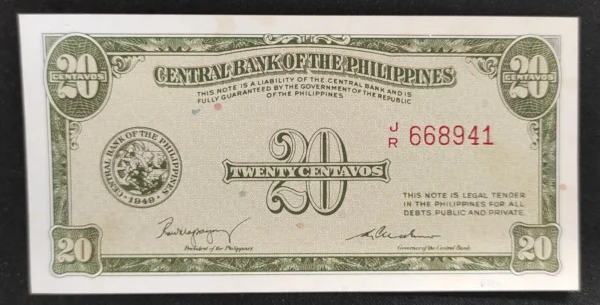 20
CENTAVOS
20
CENTAVOS
CENTRAL BANK OF THE PHILIPPINES
THIS NOTE IS A LIABILITY OF THE CENTRAL BANK AND IS
FULLY GUARANTEED BY THE GOVERNMENT OF THE REPUBLIC
OF THE PHILIPPINES
J/R 668941
CENTRAL BANK OF THE PHILIPPINES
1949
20
TWENTY CENTAVOS
THIS NOTE IS LEGAL TENDER
IN THE PHILIPPINES FOR ALL
DEBTS PUBLIC AND PRIVATE.
President of the Philippines
Governor of the Central Bank
20
20